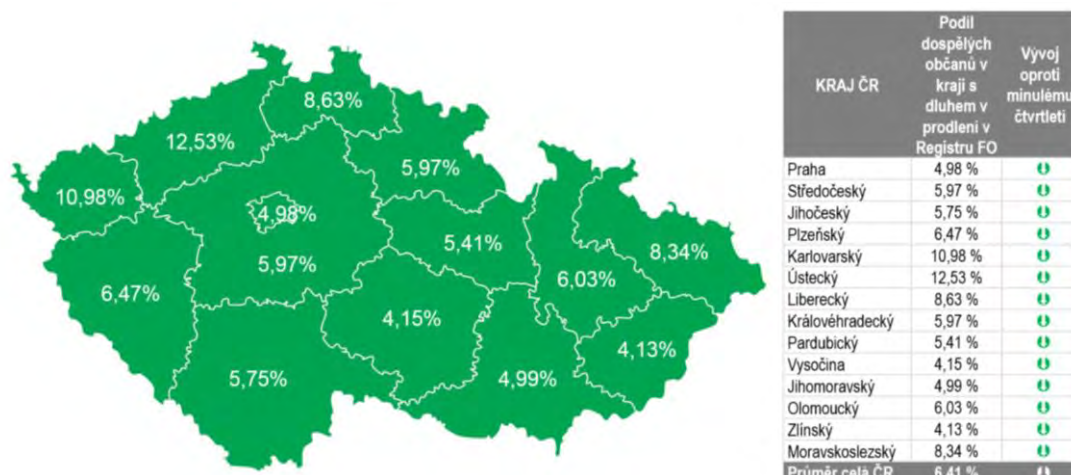 8,63%
12,53%
5,97%
10,98%
4,98%
5,41%
8,34%
5,97%
6,03%
6,47%
4,15%
4,13%
5,75%
4,99%
KRAJ ČR
Podíl
dospělých
občanů v
kraji s
dluhem v
prodlení v
Registru FO
Vývoj
oproti
minulému
čtvrtletí
Praha 4,98 %
Středočeský 5,97 %
Jihočeský 5,75 %
Plzeňský 6,47 %
Karlovarský 10,98 %
Ústecký 12,53 %
Liberecký 8,63 %
Královéhradecký 5,97 %
Pardubický 5,41 %
Vysočina 4,15 %
Jihomoravský 4,99 %
Olomoucký 6,03 %
Zlínský 4,13 %
Moravskoslezský 8,34 %
Průměr celá ČR 6,41 %